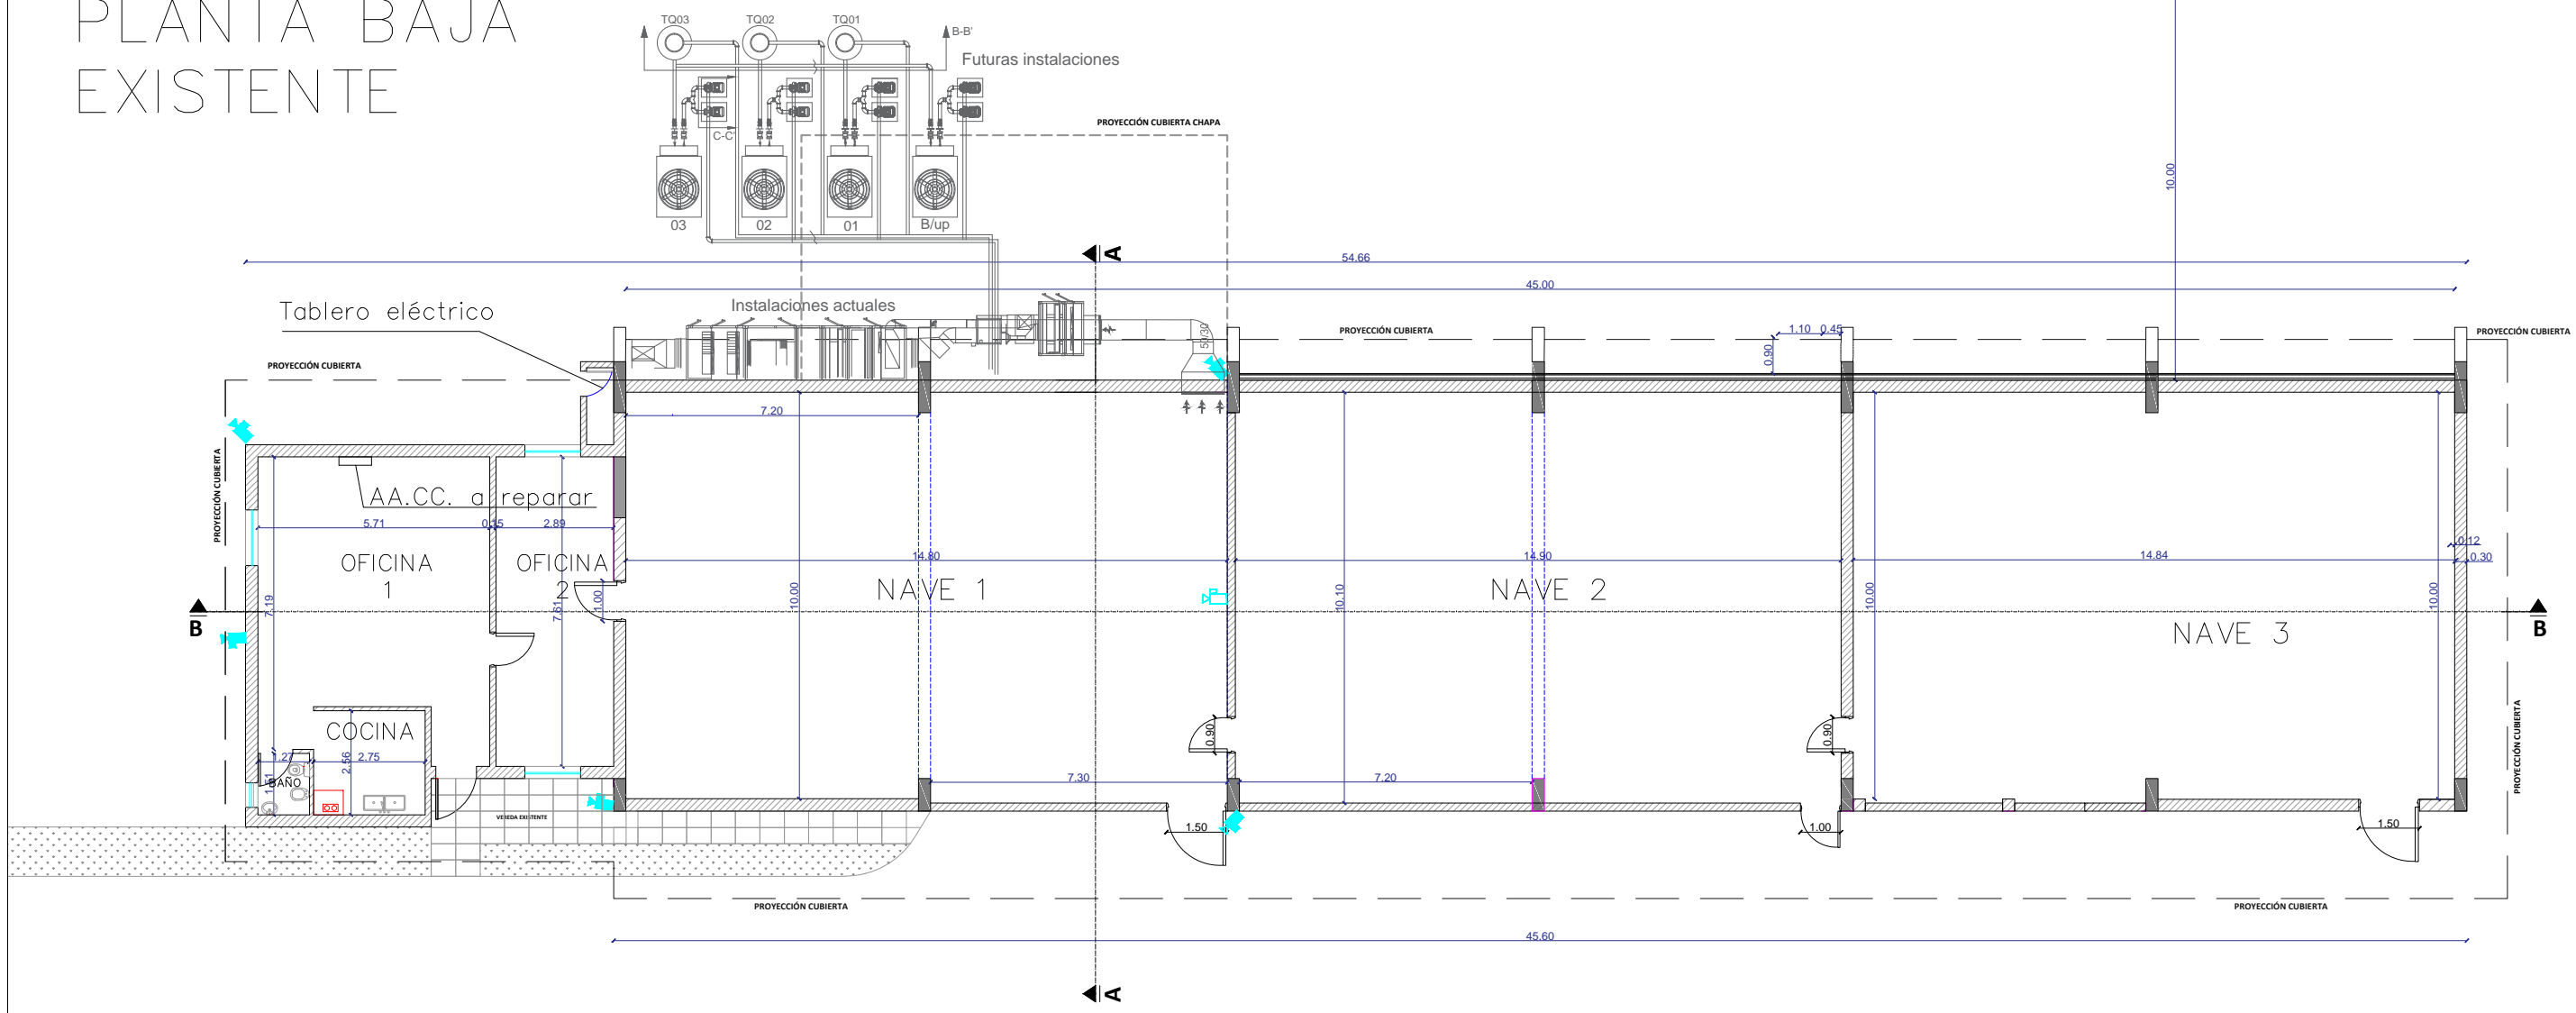 PLANTA BAJA
EXISTENTE
TQ03
TQ02
TQ01
B-B'
Futuras instalaciones
C-C'
PROYECCIÓN CUBIERTA CHAPA
03
02
01
B/up
10.00
A
54.66
45.00
Instalaciones actuales
Tablero eléctrico
50/30
PROYECCIÓN CUBIERTA
1.10
0.45
PROYECCIÓN CUBIERTA
0.90
PROYECCIÓN CUBIERTA
7.20
PROYECCIÓN CUBIERTA
AA.CC. a reparar
5.71
0.15
2.89
14.80
14.90
14.84
0.12
0.30
OFICINA
1
OFICINA
2
NAVE 1
NAVE 2
NAVE 3
7.19
7.61
1.00
10.00
10.10
10.00
10.00
B
B
COCINA
1.27
2.56
2.75
BAÑO
1.51
0.90
0.90
PROYECCIÓN CUBIERTA
7.30
7.20
VEREDA EXISTENTE
1.50
1.00
1.50
PROYECCIÓN CUBIERTA
PROYECCIÓN CUBIERTA
45.60
A